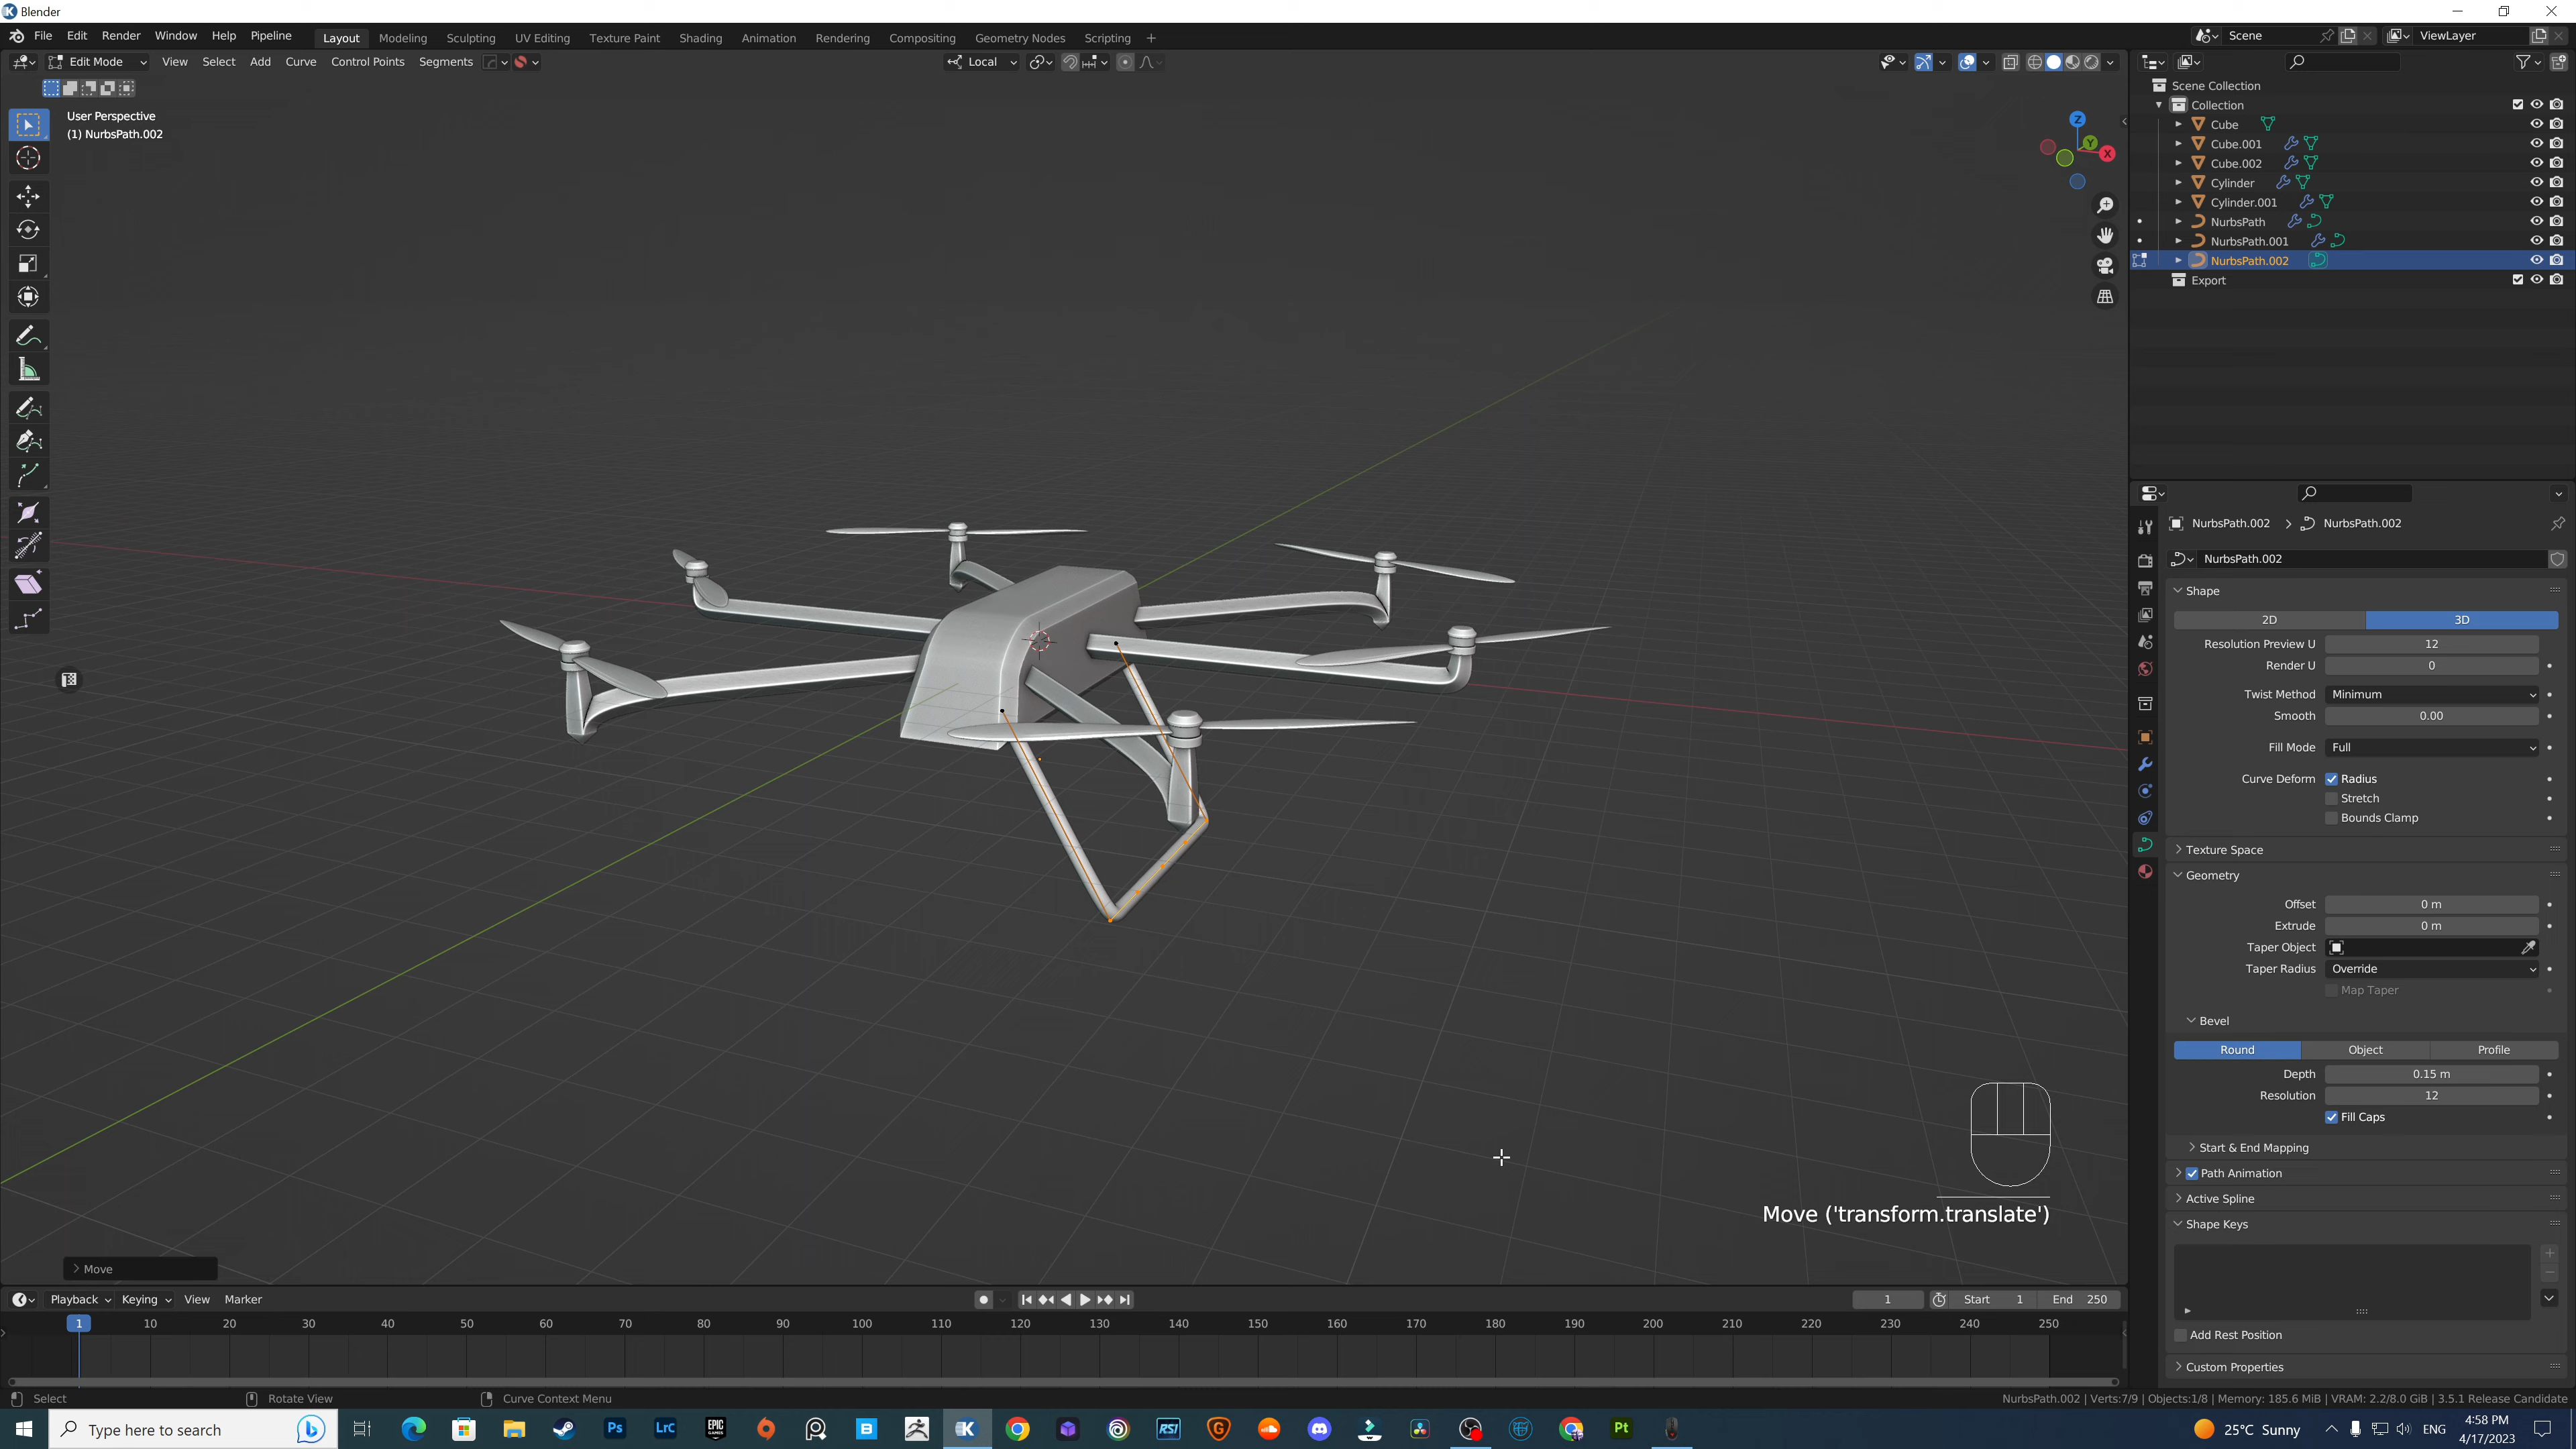 Blender
File Edit Render Window Help Pipeline Layout Modeling Sculpting UV Editing Texture Paint Shading Animation Rendering Compositing Geometry Nodes Scripting + Scene ViewLayer
Edit Mode View Select Add Curve Control Points Segments Local
User Perspective
(1) NurbsPath.002
Z
Y
X
Scene Collection
Collection
Cube
Cube.001
Cube.002
Cylinder
Cylinder.001
NurbsPath
NurbsPath.001
NurbsPath.002
Export
NurbsPath.002 > NurbsPath.002
NurbsPath.002
Shape
2D 3D
Resolution Preview U 12
Render U 0
Twist Method Minimum
Smooth 0.00
Fill Mode Full
Curve Deform Radius
Stretch
Bounds Clamp
Texture Space
Geometry
Offset 0 m
Extrude 0 m
Taper Object
Taper Radius Override
Map Taper
Bevel
Round Object Profile
Depth 0.15 m
Resolution 12
Fill Caps
Start & End Mapping
Path Animation
Active Spline
Shape Keys
Add Rest Position
Custom Properties
Move ('transform.translate')
> Move
Playback Keying View Marker 1 Start 1 End 250
1 10 20 30 40 50 60 70 80 90 100 110 120 130 140 150 160 170 180 190 200 210 220 230 240 250
Select Rotate View Curve Context Menu NurbsPath.002 | Verts:7/9 | Objects:1/8 | Memory: 185.6 MiB | VRAM: 2.2/8.0 GiB | 3.5.1 Release Candidate
Type here to search Ps Lrc EPIC GAMES B K RSI G Pt 25°C Sunny ENG 4:58 PM
4/17/2023